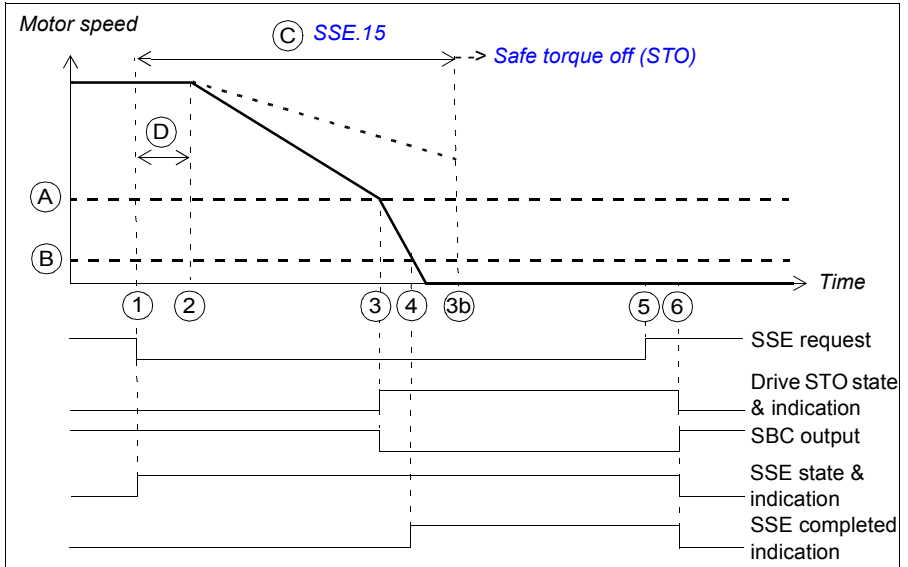 Motor speed
C SSE.15
--> Safe torque off (STO)
D
A
B
Time
1 2 3 4 3b 5 6
SSE request
Drive STO state
& indication
SBC output
SSE state &
indication
SSE completed
indication